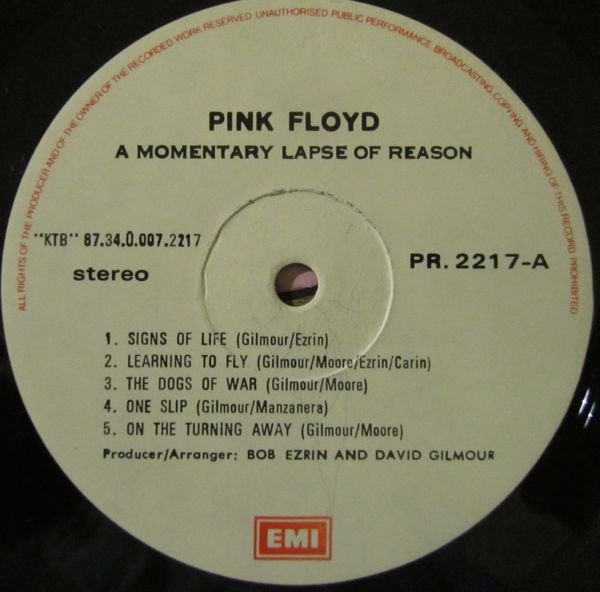 ALL RIGHTS OF THE PRODUCER AND OF THE OWNER OF THE RECORDED WORK RESERVED UNAUTHORISED PUBLIC PERFORMANCE BROADCASTING, COPYING AND HIRING OF THIS RECORD PROHIBITED
PINK FLOYD
A MOMENTARY LAPSE OF REASON
"KTB" 87.34.Ö.007.2217
stereo
PR. 2217-A
1. SIGNS OF LIFE (Gilmour/Ezrin)
2. LEARNING TO FLY (Gilmour/Moore/Ezrin/Carin)
3. THE DOGS OF WAR (Gilmour/Moore)
4. ONE SLIP (Gilmour/Manzanera)
5. ON THE TURNING AWAY (Gilmour/Moore)
Producer/Arranger: BOB EZRIN AND DAVID GILMOUR
EMI